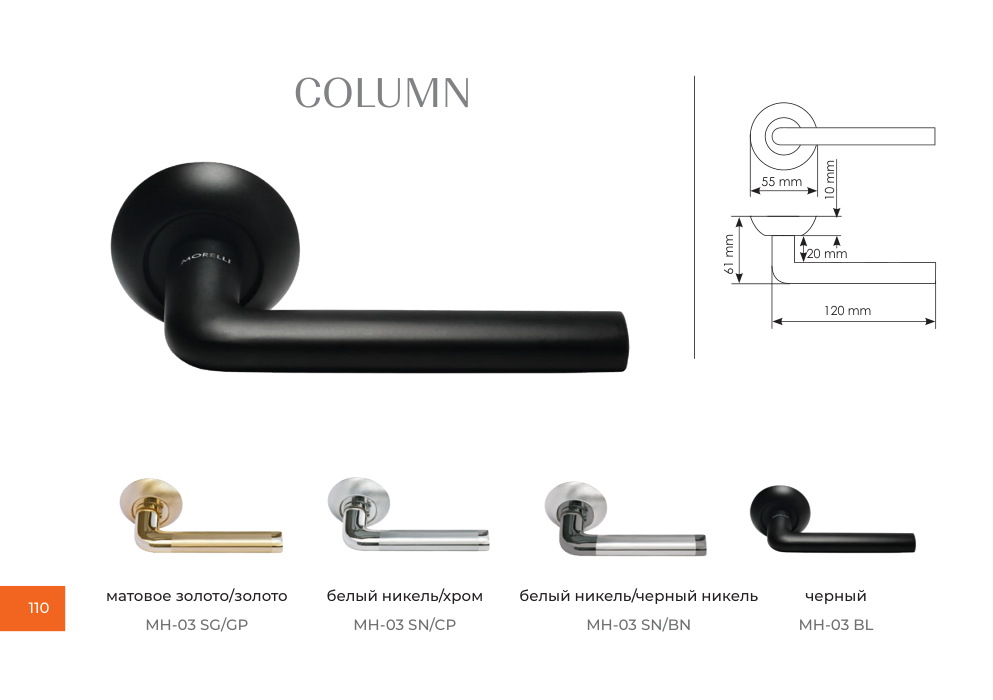 COLUMN
MORELLI
55 mm
10 mm
61 mm
20 mm
120 mm
матовое золото/золото
MH-03 SG/GP
белый никель/хром
MH-03 SN/CP
белый никель/черный никель
MH-03 SN/BN
черный
MH-03 BL
110